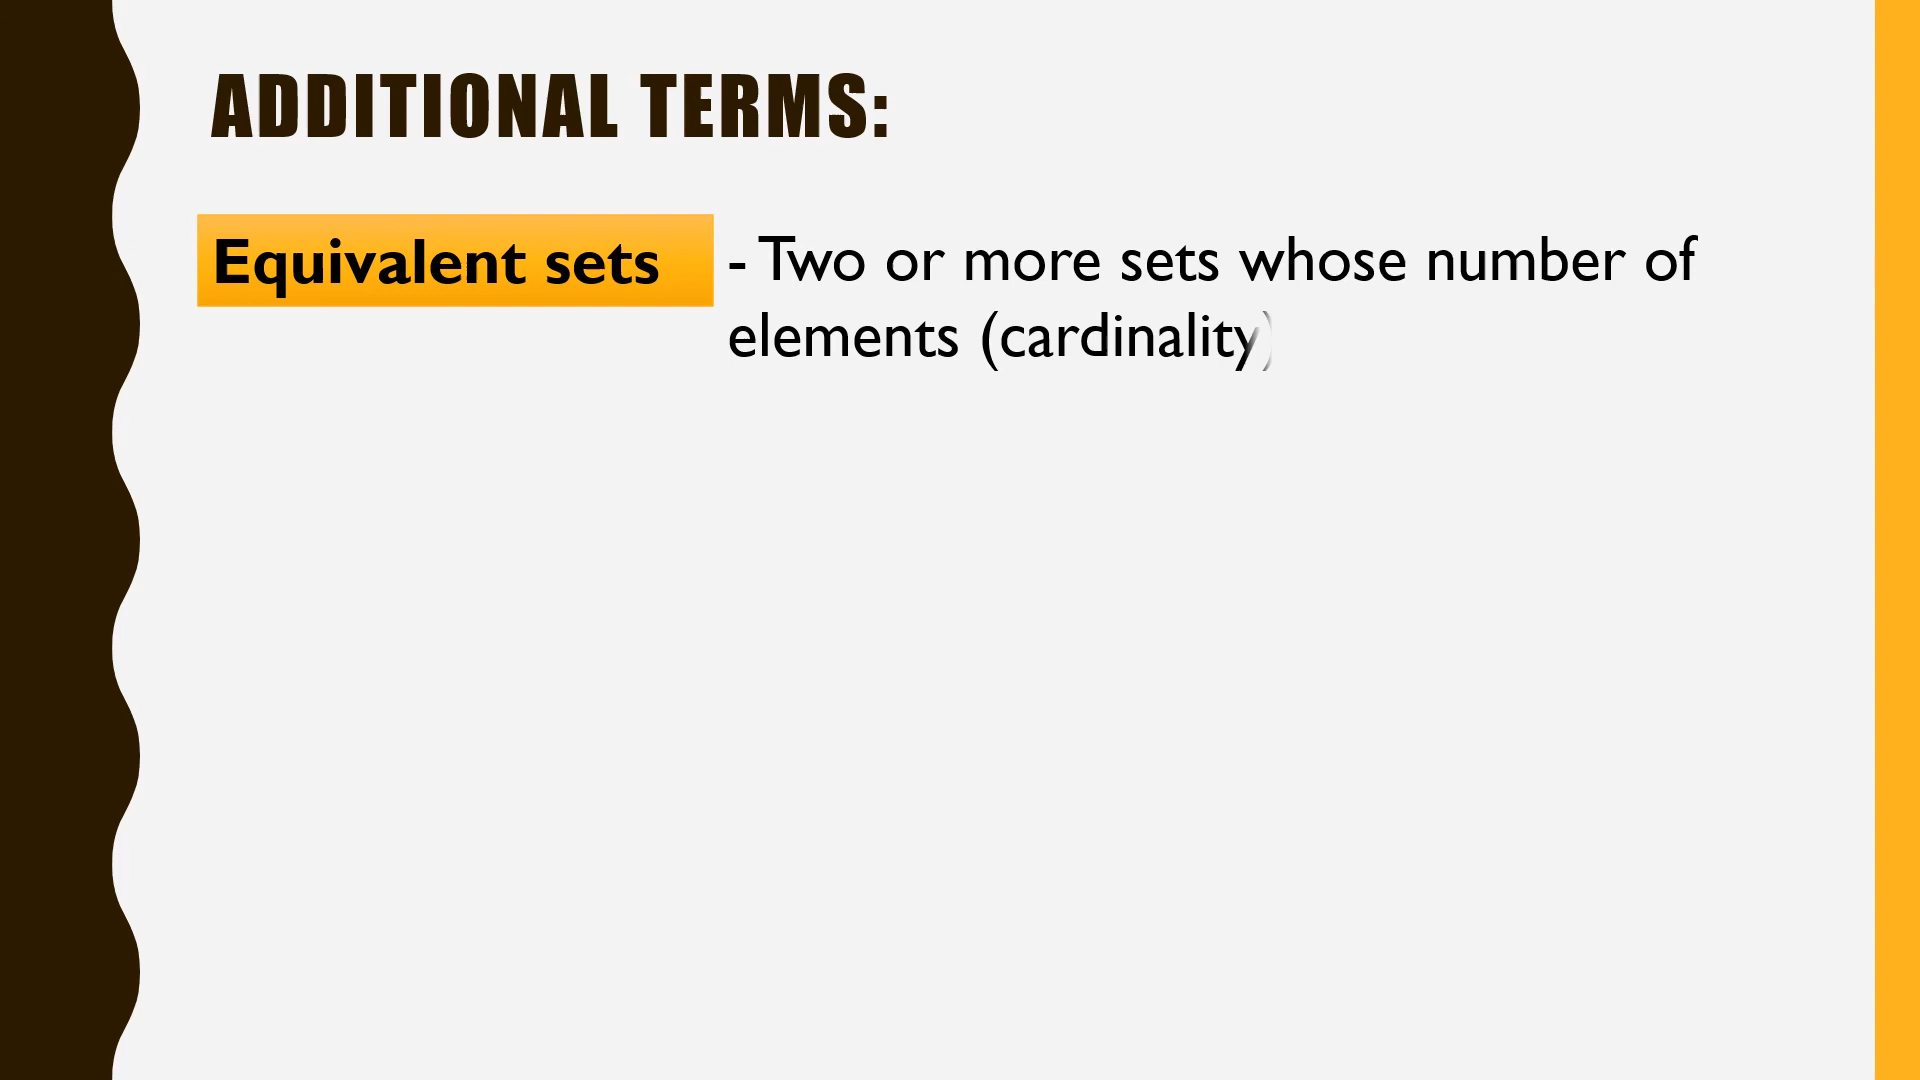 ADDITIONAL TERMS:
Equivalent sets
- Two or more sets whose number of
elements (cardinality)